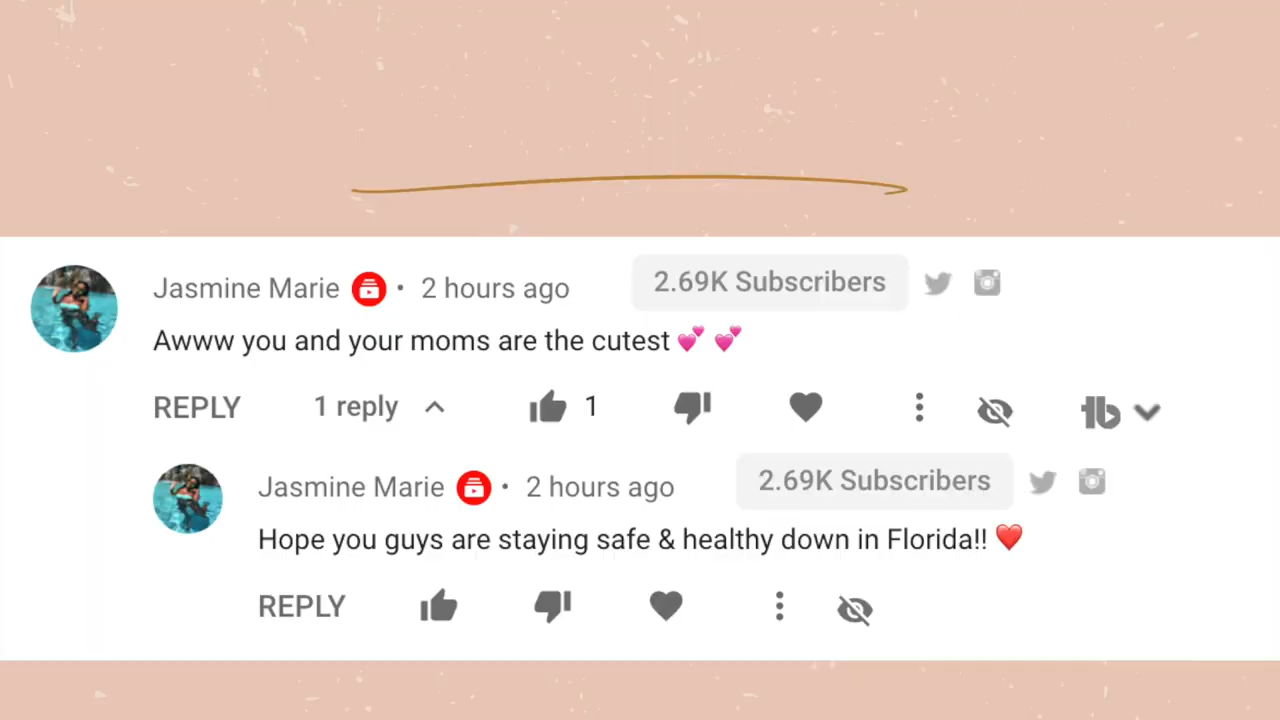 Jasmine Marie • 2 hours ago 2.69K Subscribers
Awww you and your moms are the cutest 💕 💕
REPLY 1 reply 1
Jasmine Marie • 2 hours ago 2.69K Subscribers
Hope you guys are staying safe & healthy down in Florida!! ❤️
REPLY